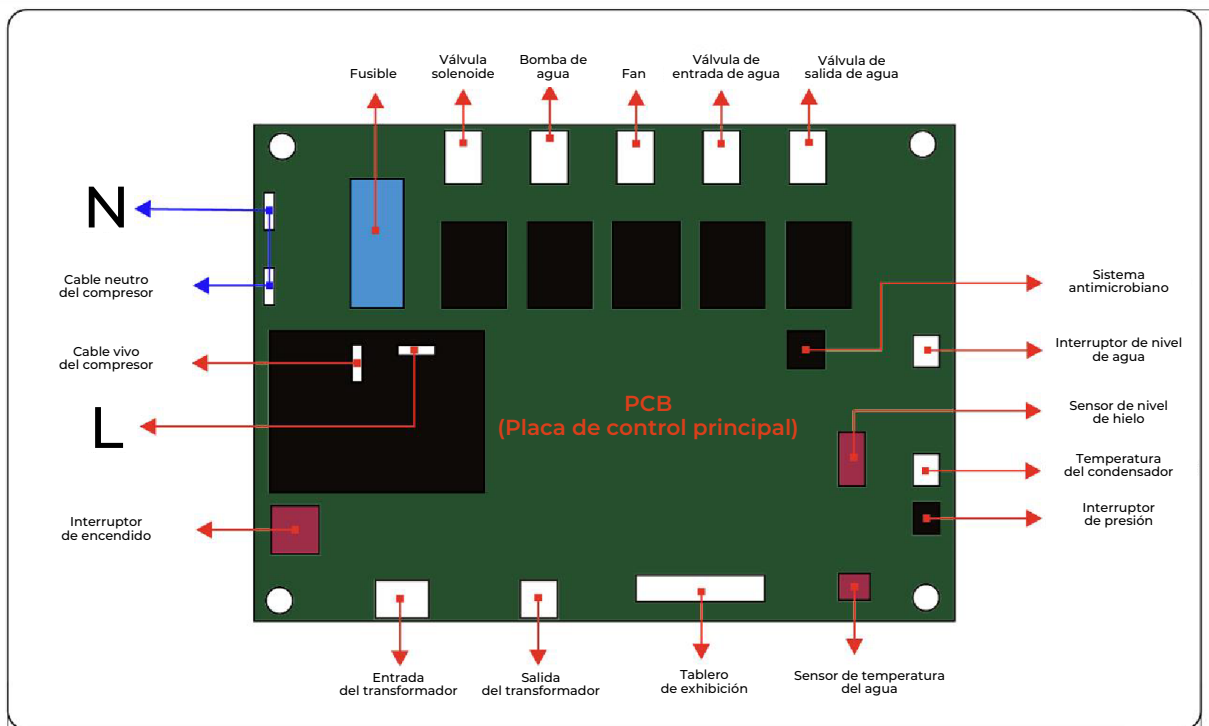 Fusible
Válvula
solenoide
Bomba de
agua
Fan
Válvula de
entrada de agua
Válvula de
salida de agua
N
Cable neutro
del compresor
Cable vivo
del compresor
L
Interruptor
de encendido
PCB
(Placa de control principal)
Sistema
antimicrobiano
Interruptor de nivel
de agua
Sensor de nivel
de hielo
Temperatura
del condensador
Interruptor
de presión
Entrada
del transformador
Salida
del transformador
Tablero
de exhibición
Sensor de temperatura
del agua